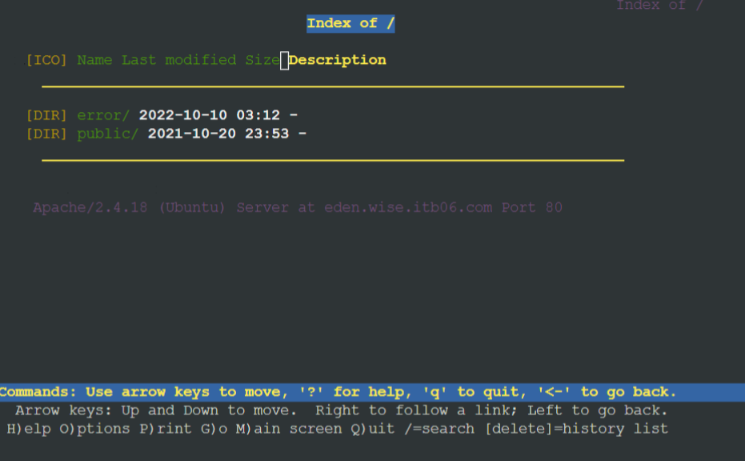 Index of /
Index of /
[ICO] Name Last modified Size Description
[DIR] error/ 2022-10-10 03:12 -
[DIR] public/ 2021-10-20 23:53 -
Apache/2.4.18 (Ubuntu) Server at eden.wise.itb06.com Port 80
Commands: Use arrow keys to move, '?' for help, 'q' to quit, '<-' to go back.
Arrow keys: Up and Down to move. Right to follow a link; Left to go back.
H)elp O)ptions P)rint G)o M)ain screen Q)uit /=search [delete]=history list